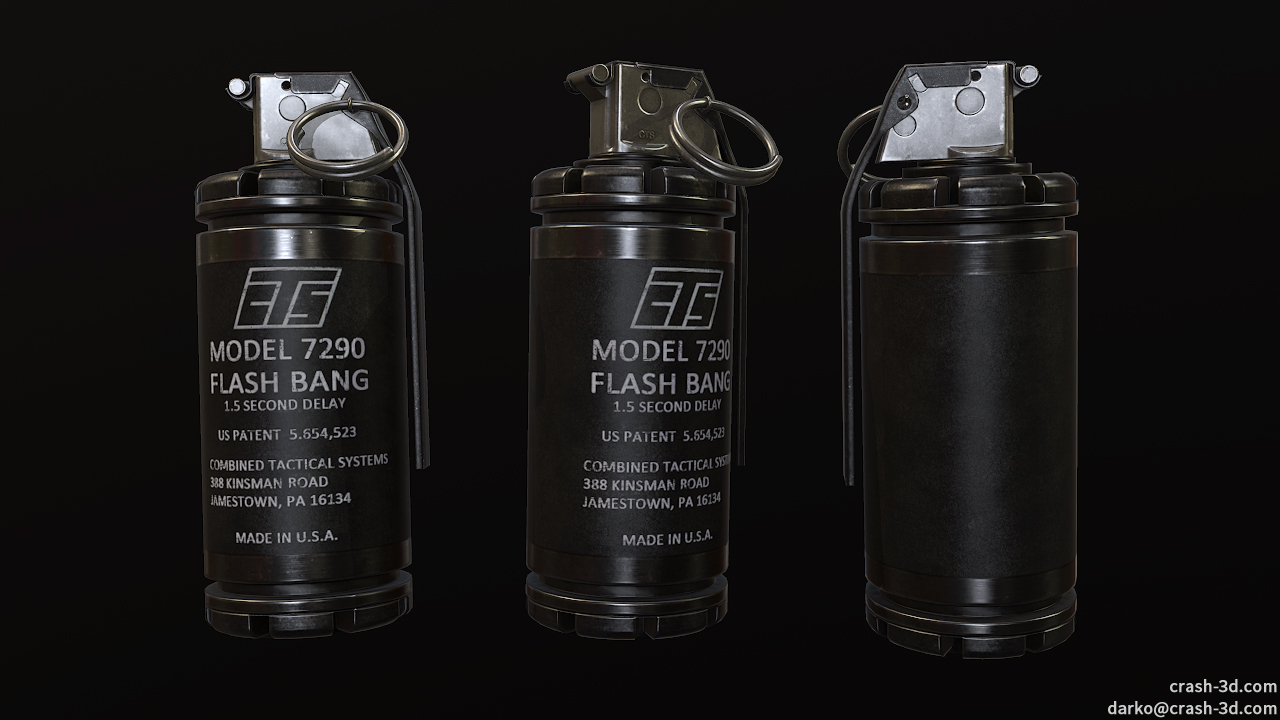 CTS
MODEL 7290
FLASH BANG
1.5 SECOND DELAY
US PATENT 5.654,523
COMBINED TACTICAL SYSTEMS
388 KINSMAN ROAD
JAMESTOWN, PA 16134
MADE IN U.S.A.
CTS
CTS
MODEL 7290
FLASH BANG
1.5 SECOND DELAY
US PATENT 5.654,523
COMBINED TACTICAL SYST
388 KINSMAN ROAD
JAMESTOWN, PA 16134
MADE IN U.S.A.
crash-3d.com
darko@crash-3d.com